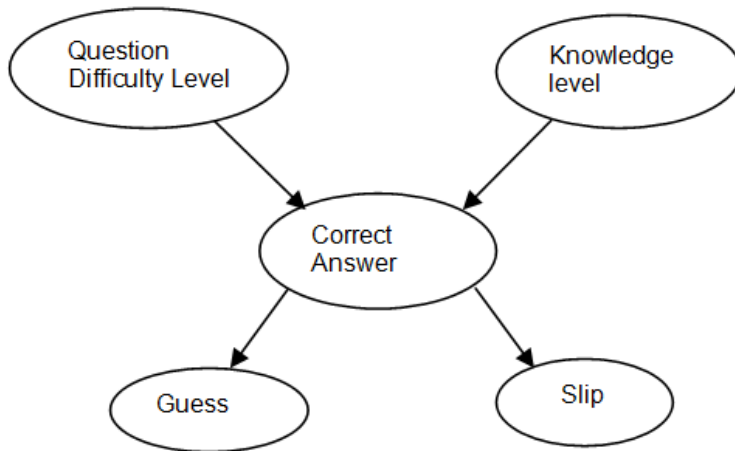 Question
Difficulty Level
Knowledge
level
Correct
Answer
Guess
Slip